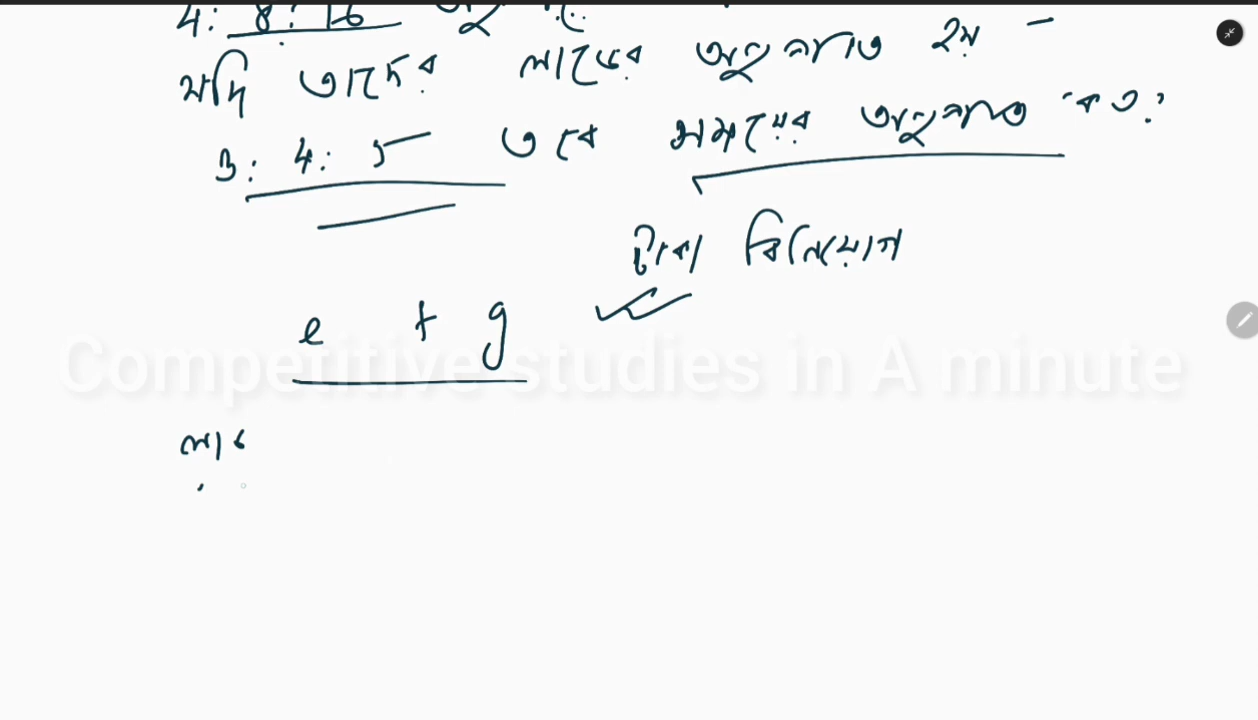 4: 8: 16
যদি তাদের লাভের অনুপাত হয় -
3: 4: 5 তবে সময়ের অনুপাত কত?
টাকা বিনিয়োগ
e + g
Competitive studies in A minute
লাভ